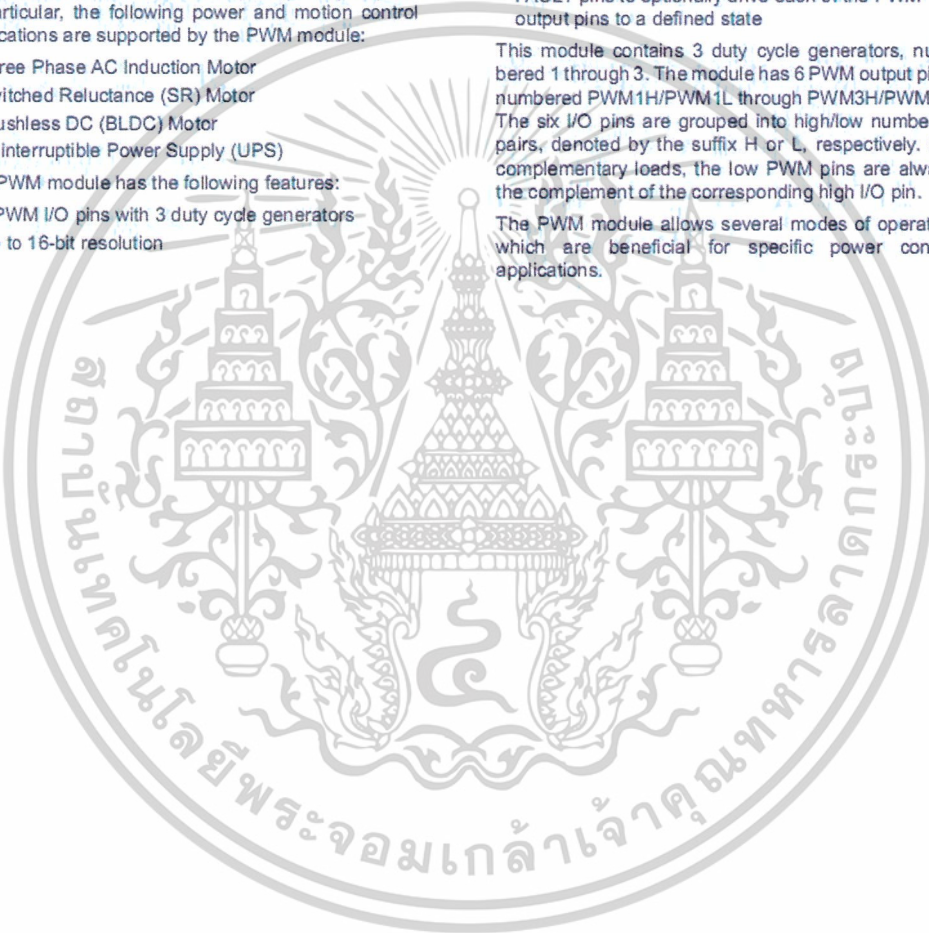 articular, the following power and motion control
ications are supported by the PWM module:
ree Phase AC Induction Motor
itched Reluctance (SR) Motor
ushless DC (BLDC) Motor
interruptible Power Supply (UPS)
PWM module has the following features:
PWM I/O pins with 3 duty cycle generators
to 16-bit resolution
output pins to a defined state
This module contains 3 duty cycle generators, nu
bered 1 through 3. The module has 6 PWM output pi
numbered PWM1H/PWM1L through PWM3H/PWM
The six I/O pins are grouped into high/low numbe
pairs, denoted by the suffix H or L, respectively.
complementary loads, the low PWM pins are alwa
the complement of the corresponding high I/O pin.
The PWM module allows several modes of operat
which are beneficial for specific power con
applications.
สถาบันเทคโนโลยีพระจอมเกล้าเจ้าคุณทหารลาดกระบัง